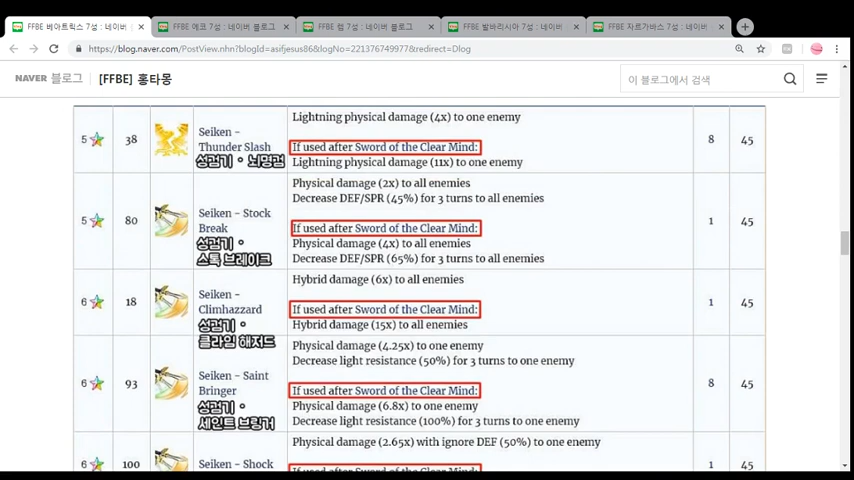 FFBE 베아트릭스 7성 : 네이버
FFBE 에코 7성 : 네이버 블로그
FFBE 렘 7성 : 네이버 블로그
FFBE 발바리시아 7성 : 네이버
FFBE 자르가바스 7성 : 네이버
https://blog.naver.com/PostView.nhn?blogId=asifjesus86&logNo=221376749977&redirect=Dlog
NAVER 블로그 | [FFBE] 홍타몽
이 블로그에서 검색
5 38
Seiken -
Thunder Slash
성검기 •뇌명검
Lightning physical damage (4x) to one enemy
If used after Sword of the Clear Mind:
Lightning physical damage (11x) to one enemy
8 45
5 80
Seiken - Stock
Break
성검기 •
스톡 브레이크
Physical damage (2x) to all enemies
Decrease DEF/SPR (45%) for 3 turns to all enemies
If used after Sword of the Clear Mind:
Physical damage (4x) to all enemies
Decrease DEF/SPR (65%) for 3 turns to all enemies
1 45
6 18
Seiken -
Climhazzard
성검기 •
클라임 해저드
Hybrid damage (6x) to all enemies
If used after Sword of the Clear Mind:
Hybrid damage (15x) to all enemies
1 45
6 93
Seiken - Saint
Bringer
성검기 •
세인트 브링거
Physical damage (4.25x) to one enemy
Decrease light resistance (50%) for 3 turns to one enemy
If used after Sword of the Clear Mind:
Physical damage (6.8x) to one enemy
Decrease light resistance (100%) for 3 turns to one enemy
8 45
6 100
Seiken - Shock
Physical damage (2.65x) with ignore DEF (50%) to one enemy
If used after Sword of the Clear Mind:
1 45